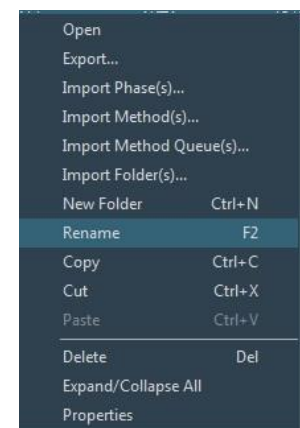 Open
Export...
Import Phase(s)...
Import Method(s)...
Import Method Queue(s)...
Import Folder(s)...
New Folder Ctrl+N
Rename F2
Copy Ctrl+C
Cut Ctrl+X
Paste Ctrl+V
Delete Del
Expand/Collapse All
Properties